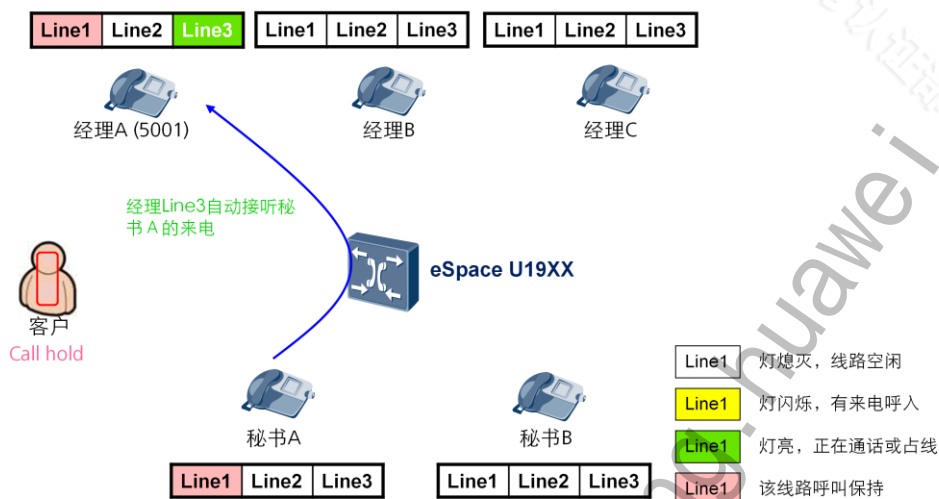 Line1 Line2 Line3 Line1 Line2 Line3 Line1 Line2 Line3
经理A (5001) 经理B 经理C
经理Line3自动接听秘
书A的来电
eSpace U19XX
客户
Call hold
秘书A 秘书B
Line1 Line2 Line3 Line1 Line2 Line3
Line1 灯熄灭，线路空闲
Line1 灯闪烁，有来电呼入
Line1 灯亮，正在通话或占线
Line1 该线路呼叫保持
ng.huawei